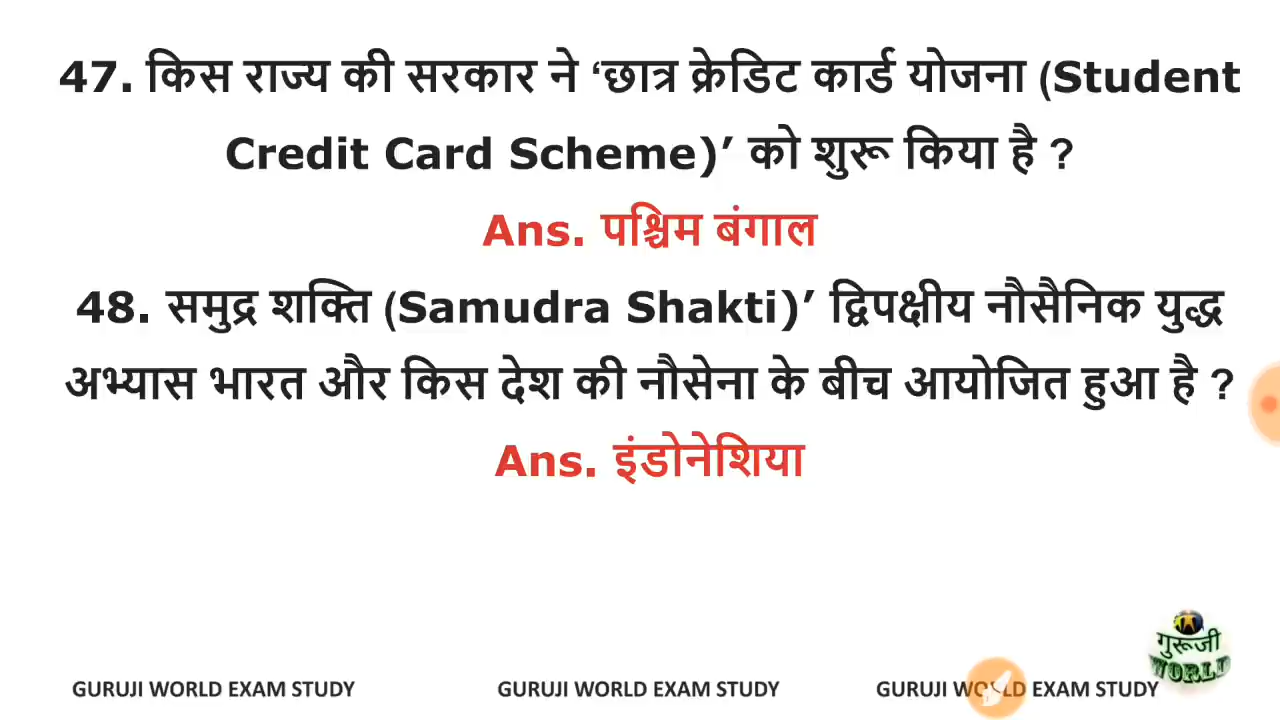 47. किस राज्य की सरकार ने ‘छात्र क्रेडिट कार्ड योजना (Student
Credit Card Scheme)’ को शुरू किया है ?
Ans. पश्चिम बंगाल
48. समुद्र शक्ति (Samudra Shakti)’ द्विपक्षीय नौसैनिक युद्ध
अभ्यास भारत और किस देश की नौसेना के बीच आयोजित हुआ है ?
Ans. इंडोनेशिया
गुरूजी
WORLD
GURUJI WORLD EXAM STUDY GURUJI WORLD EXAM STUDY GURUJI WORLD EXAM STUDY